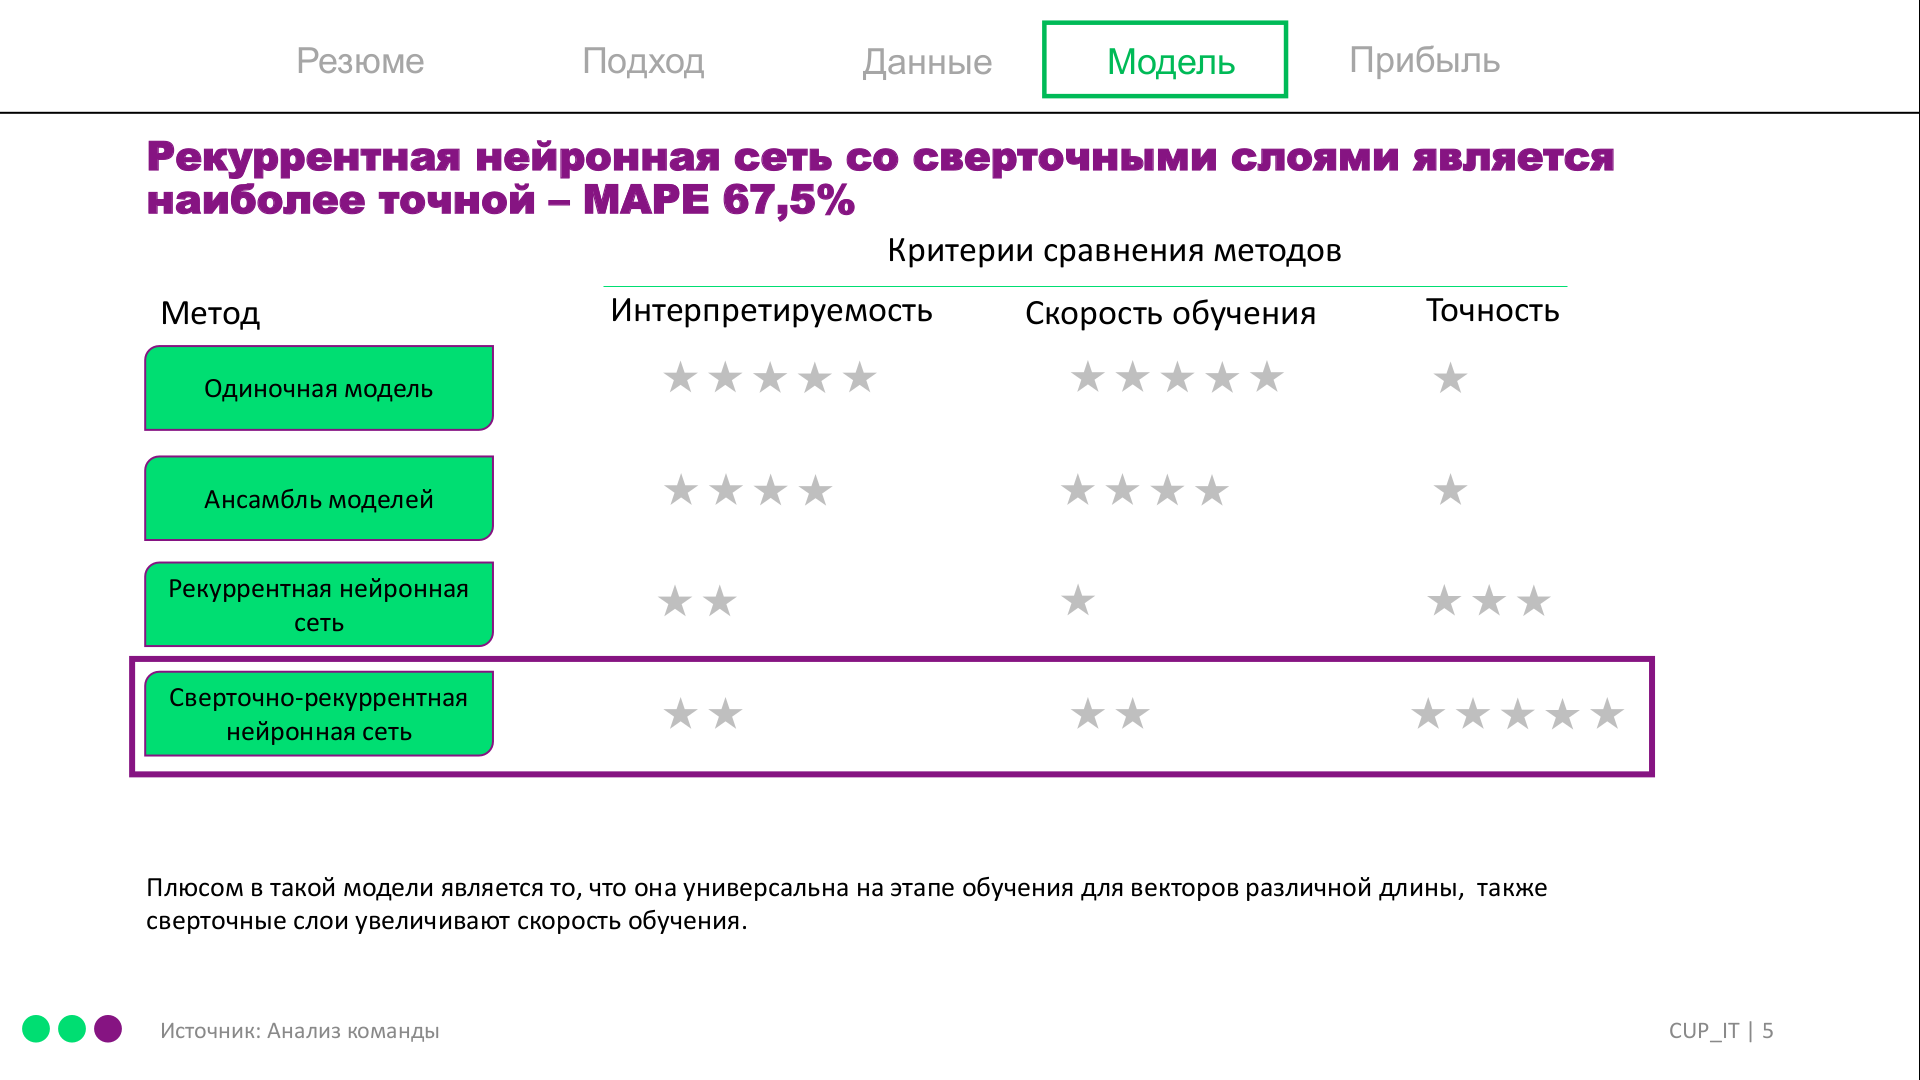 Резюме
Подход
Данные
Модель
Прибыль
Рекуррентная нейронная сеть со сверточными слоями является
наиболее точной – MAPE 67,5%
Критерии сравнения методов
Метод
Интерпретируемость
Скорость обучения
Точность
Одиночная модель
Ансамбль моделей
Рекуррентная нейронная
сеть
Сверточно-рекуррентная
нейронная сеть
Плюсом в такой модели является то, что она универсальна на этапе обучения для векторов различной длины,  также
сверточные слои увеличивают скорость обучения.
Источник: Анализ команды
CUP_IT | 5